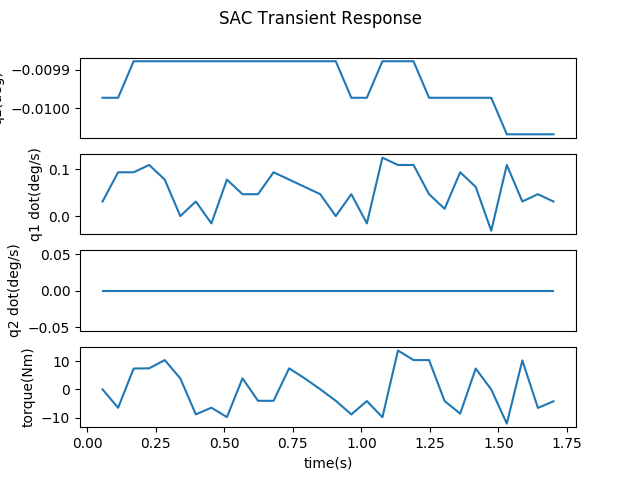 SAC Transient Response
−0.0099
−0.0100
q1 dot(deg/s)
0.1
0.0
q2 dot(deg/s)
0.05
0.00
−0.05
torque(Nm)
10
0
−10
0.00 0.25 0.50 0.75 1.00 1.25 1.50 1.75
time(s)